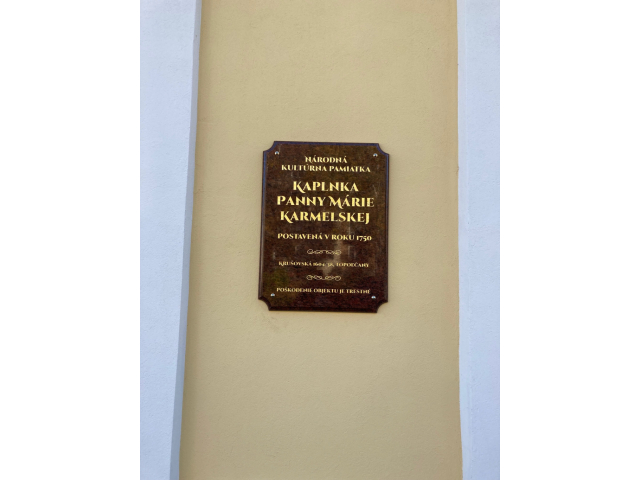 NÁRODNÁ
KULTÚRNA PAMIATKA
KAPLNKA
PANNY MÁRIE
KARMELSKEJ
POSTAVENÁ V ROKU 1750
KRUŠOVSKÁ TOPOĽČANY
POŠKODENIE OBJEKTU JE TRESTNÉ